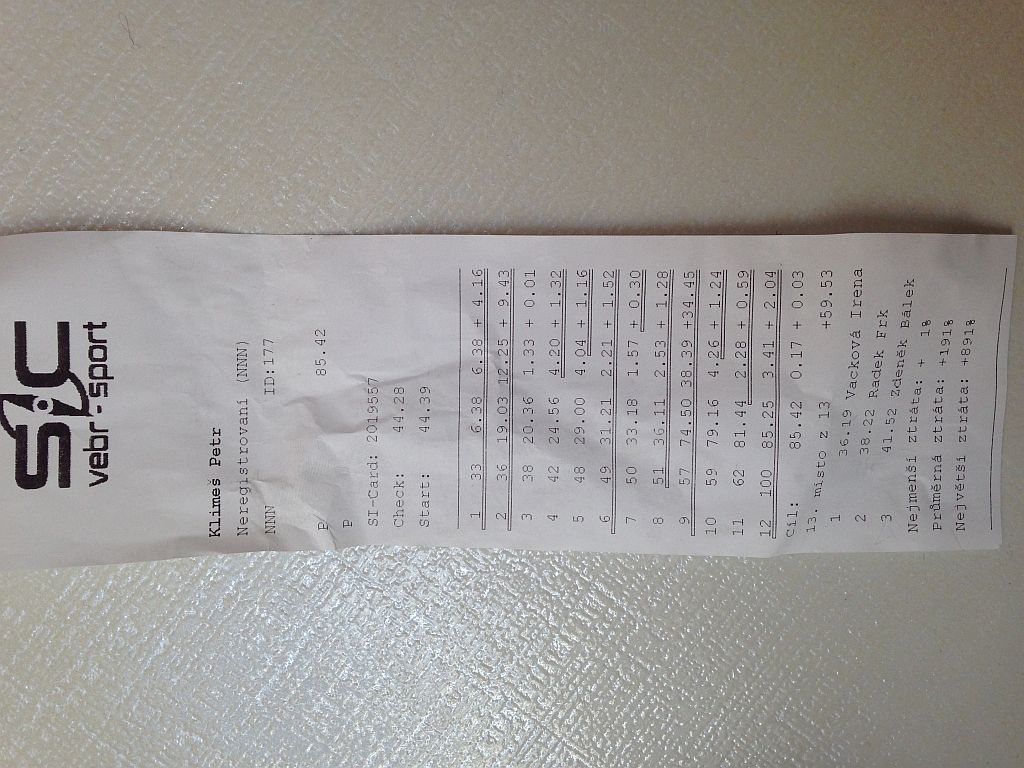 SJC
vebr-sport
Klimeš Petr
Neregistrovaní (NNN)
NNN ID:177
P 85.42
P
SI-Card: 2019567
Check: 44.28
Start: 44.39
1 33 6.38 6.38 + 4.16
2 36 19.03 12.25 + 9.43
3 38 20.36 1.33 + 0.01
4 42 24.56 4.20 + 1.32
5 48 29.00 4.04 + 1.16
6 49 31.21 2.21 + 1.52
7 50 33.18 1.57 + 0.30
8 51 36.11 2.53 + 1.28
9 57 74.50 38.39 +34.45
10 59 79.16 4.26 + 1.24
11 62 81.44 2.28 + 0.59
12 100 85.25 3.41 + 2.04
Cíl: 85.42 0.17 + 0.03
13. místo z 13 +59.53
1 36.19 Vacková Irena
2 38.22 Radek Frk
3 41.52 Zdeněk Bálek
Nejmenší ztráta: + 1%
Průměrná ztráta: +191%
Největší ztráta: +891%